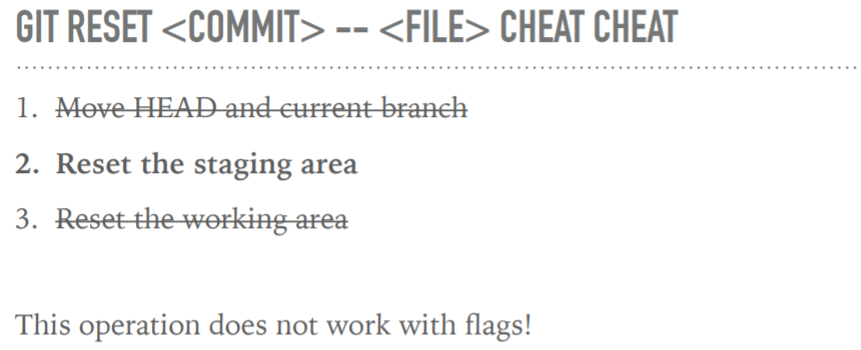 GIT RESET <COMMIT> -- <FILE> CHEAT CHEAT
1. Move HEAD and current branch
2. Reset the staging area
3. Reset the working area
This operation does not work with flags!